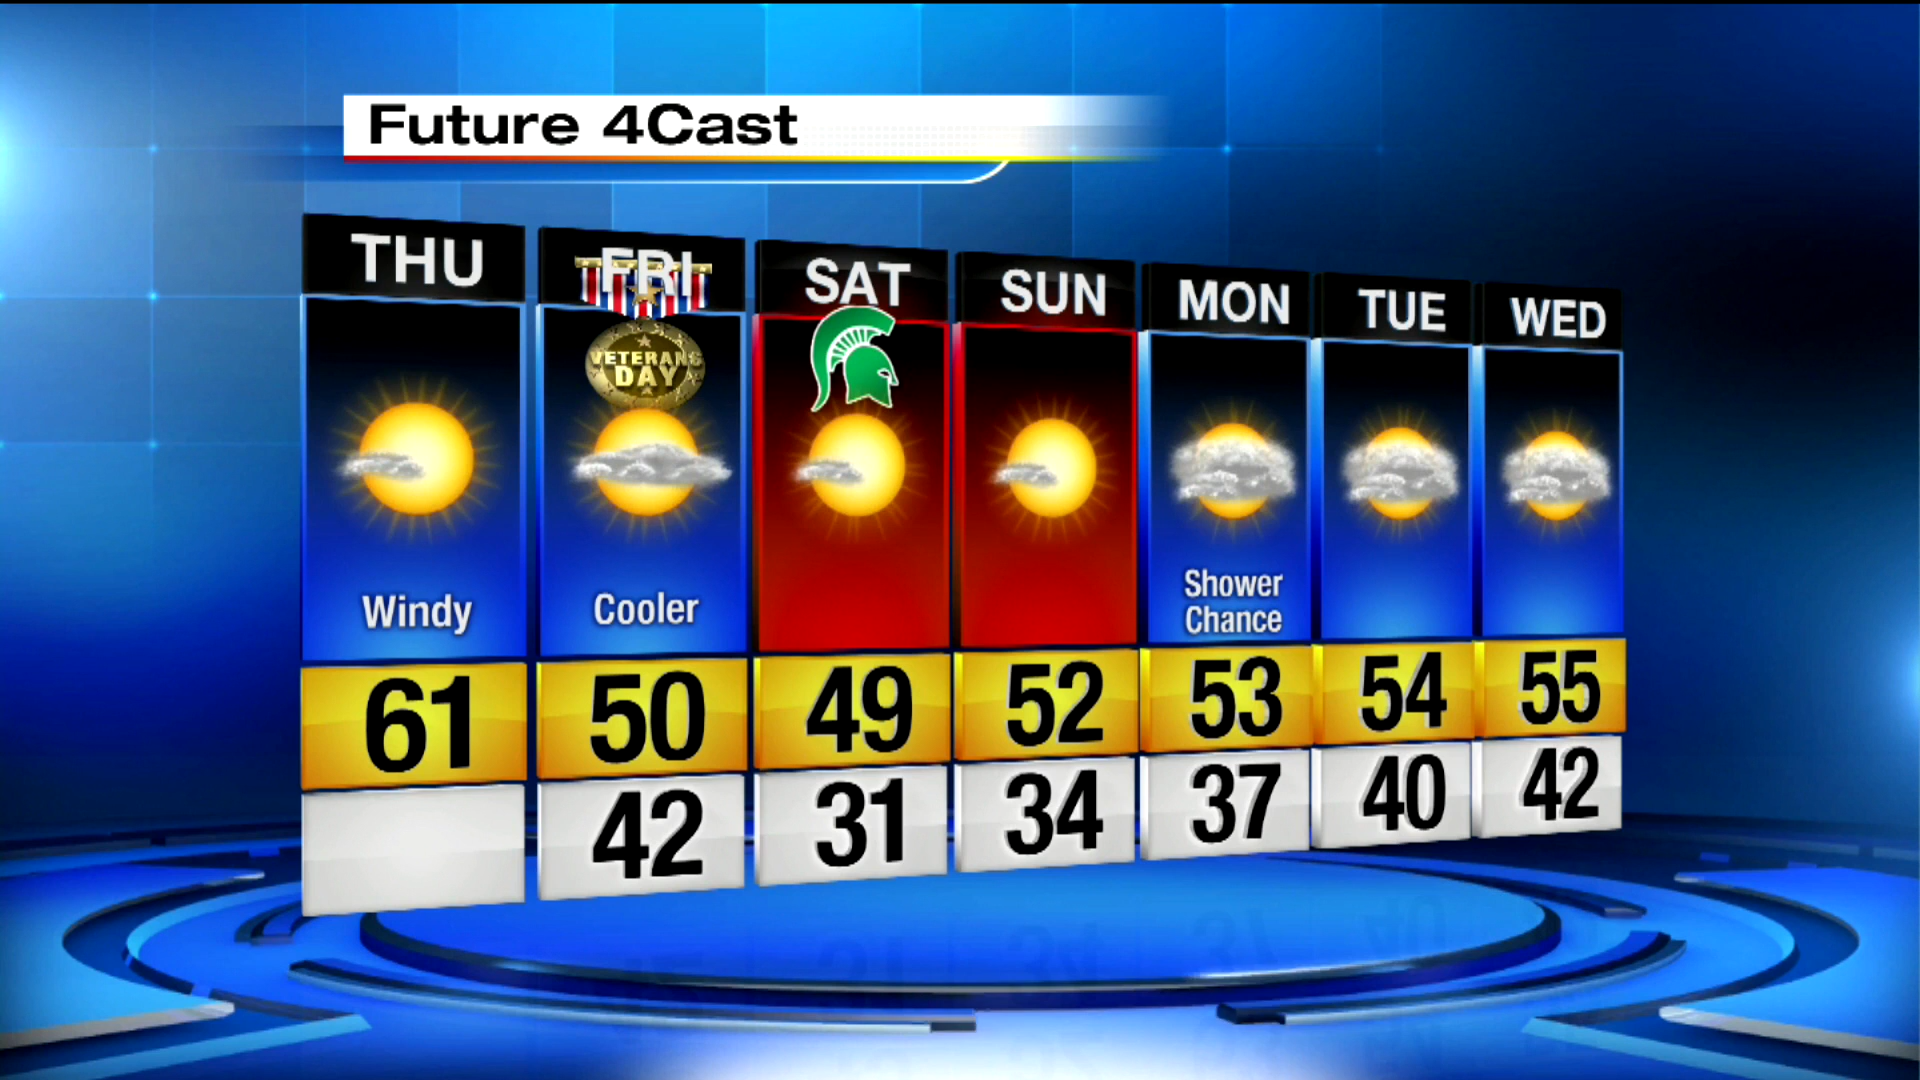 Future 4Cast
THU FRI SAT SUN MON TUE WED
VETERANS
DAY
Windy
Cooler
Shower
Chance
61 50 49 52 53 54 55
42 31 34 37 40 42